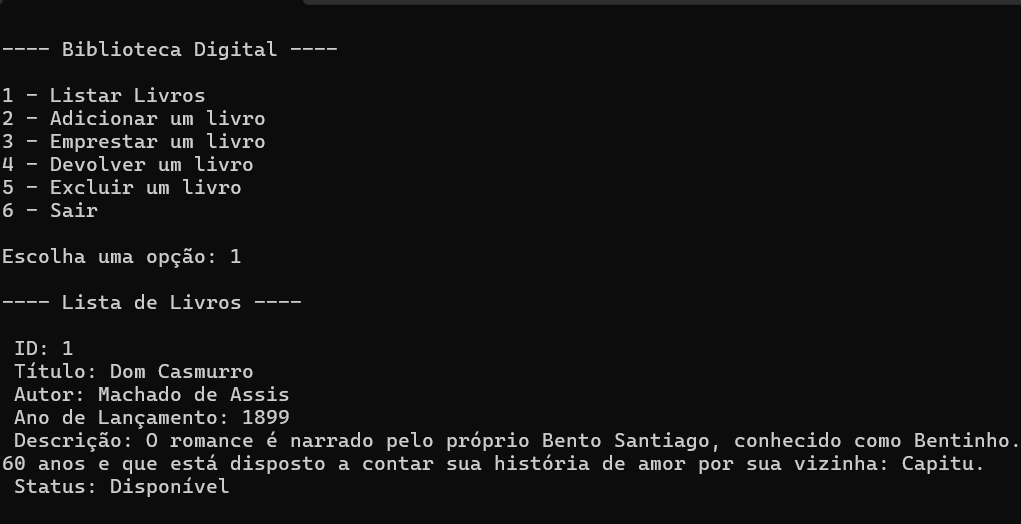 ---- Biblioteca Digital ----
1 - Listar Livros
2 - Adicionar um livro
3 - Emprestar um livro
4 - Devolver um livro
5 - Excluir um livro
6 - Sair
Escolha uma opção: 1
---- Lista de Livros ----
ID: 1
Título: Dom Casmurro
Autor: Machado de Assis
Ano de Lançamento: 1899
Descrição: O romance é narrado pelo próprio Bento Santiago, conhecido como Bentinho.
60 anos e que está disposto a contar sua história de amor por sua vizinha: Capitu.
Status: Disponível